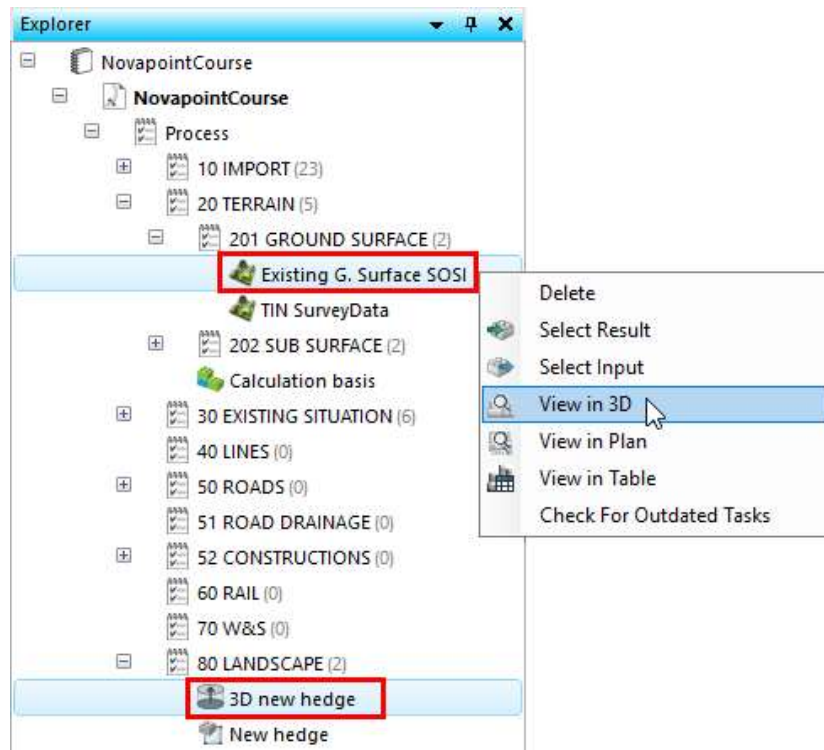 Explorer
NovapointCourse
NovapointCourse
Process
10 IMPORT (23)
20 TERRAIN (5)
201 GROUND SURFACE (2)
Existing G. Surface SOSI
TIN SurveyData
202 SUB SURFACE (2)
Calculation basis
30 EXISTING SITUATION (6)
40 LINES (0)
50 ROADS (0)
51 ROAD DRAINAGE (0)
52 CONSTRUCTIONS (0)
60 RAIL (0)
70 W&S (0)
80 LANDSCAPE (2)
3D new hedge
New hedge
Delete
Select Result
Select Input
View in 3D
View in Plan
View in Table
Check For Outdated Tasks